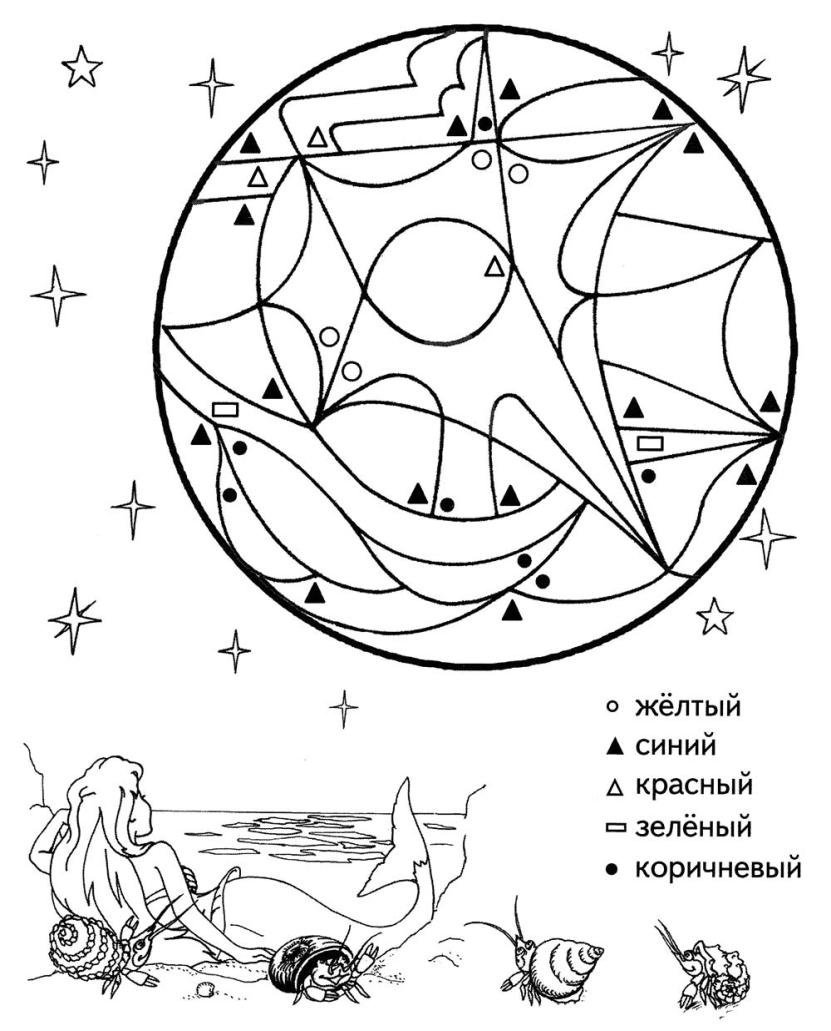 жёлтый
синий
красный
зелёный
коричневый